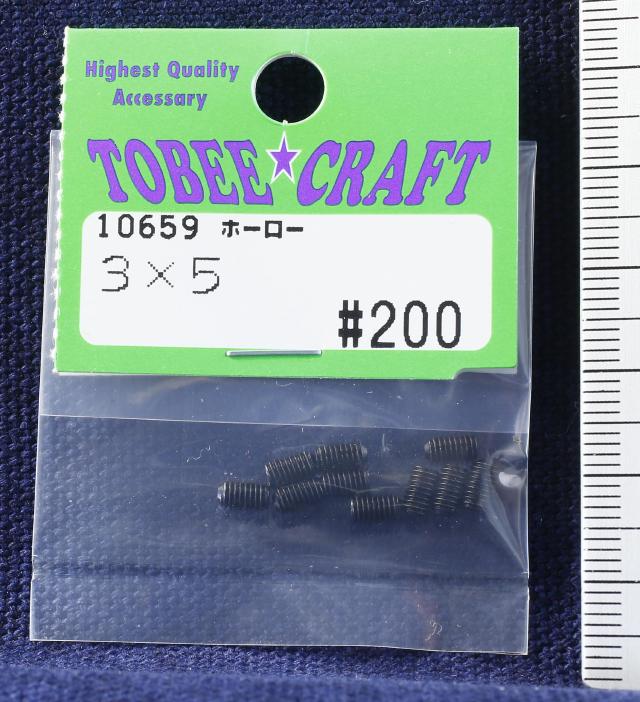 Highest Quality
Accessary
TOBEE★CRAFT
10659 ホーロー
3×5
#200